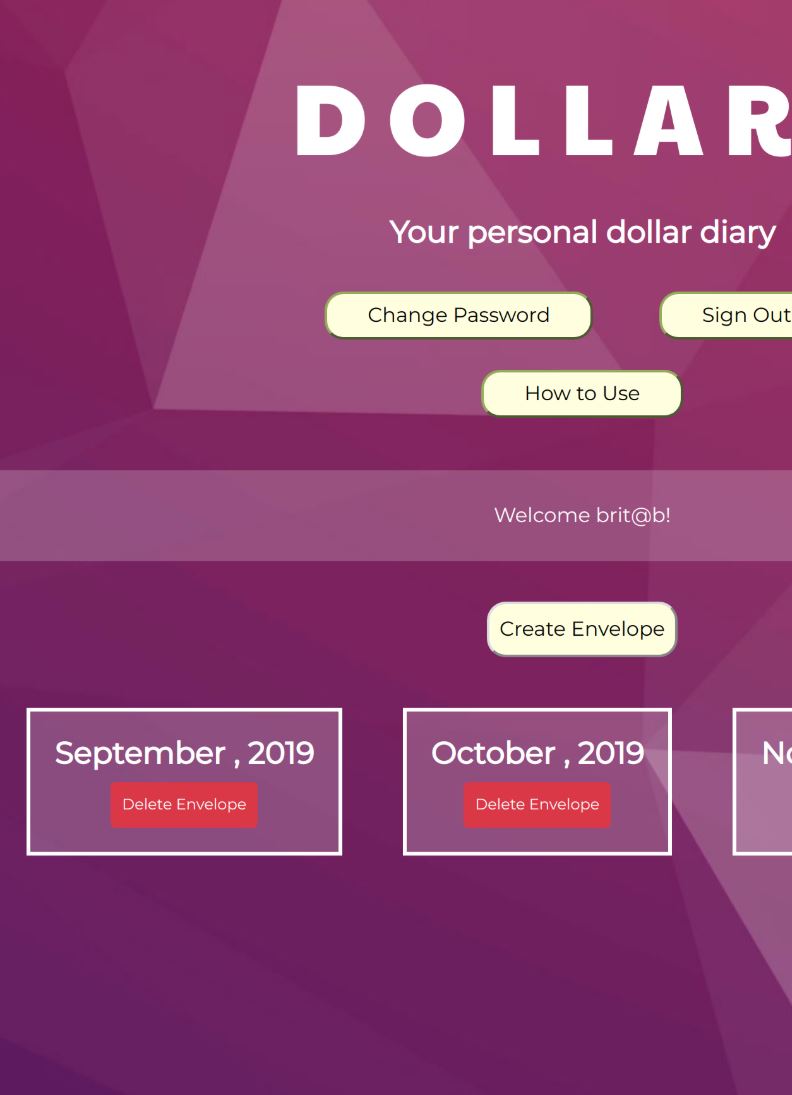 DOLLAR
Your personal dollar diary
Change Password
Sign Out
How to Use
Welcome brit@b!
Create Envelope
September , 2019
October , 2019
No
Delete Envelope
Delete Envelope